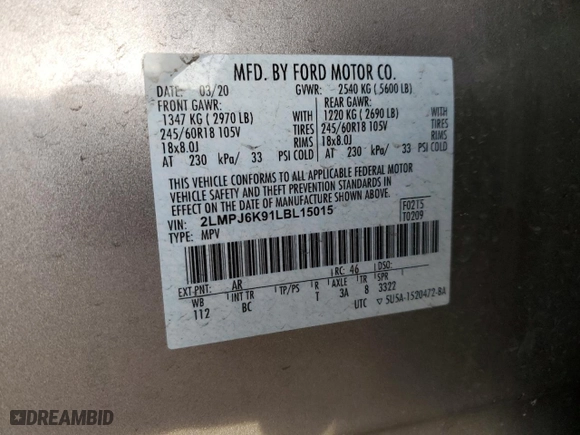 MFD. BY FORD MOTOR CO.
DATE: 03/20 GVWR: 2540 KG ( 5600 LB)
FRONT GAWR: REAR GAWR:
1347 KG ( 2970 LB) WITH 1220 KG ( 2690 LB) WITH
245/60R18 105V TIRES 245/60R18 105V TIRES
18x8.0J RIMS 18x8.0J RIMS
AT 230 kPa/ 33 PSI COLD AT 230 kPa/ 33 PSI COLD
THIS VEHICLE CONFORMS TO ALL APPLICABLE FEDERAL MOTOR
VEHICLE SAFETY AND THEFT PREVENTION STANDARDS IN
EFFECT ON THE DATE OF MANUFACTURE SHOWN ABOVE.
VIN: 2LMPJ6K91LBL15015 F0215
TYPE: MPV T0209
EXT PNT: AR RC: 46 DSO:
WB INT TR TP/PS R AXLE TR SPR
112 BC T 3A 8 3322
UTC 5U5A-1520472-BA
DREAMBID